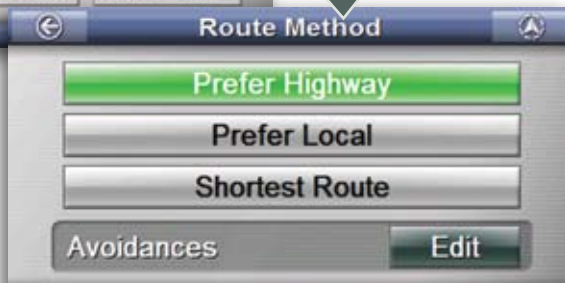 Route Method
Prefer Highway
Prefer Local
Shortest Route
Avoidances Edit